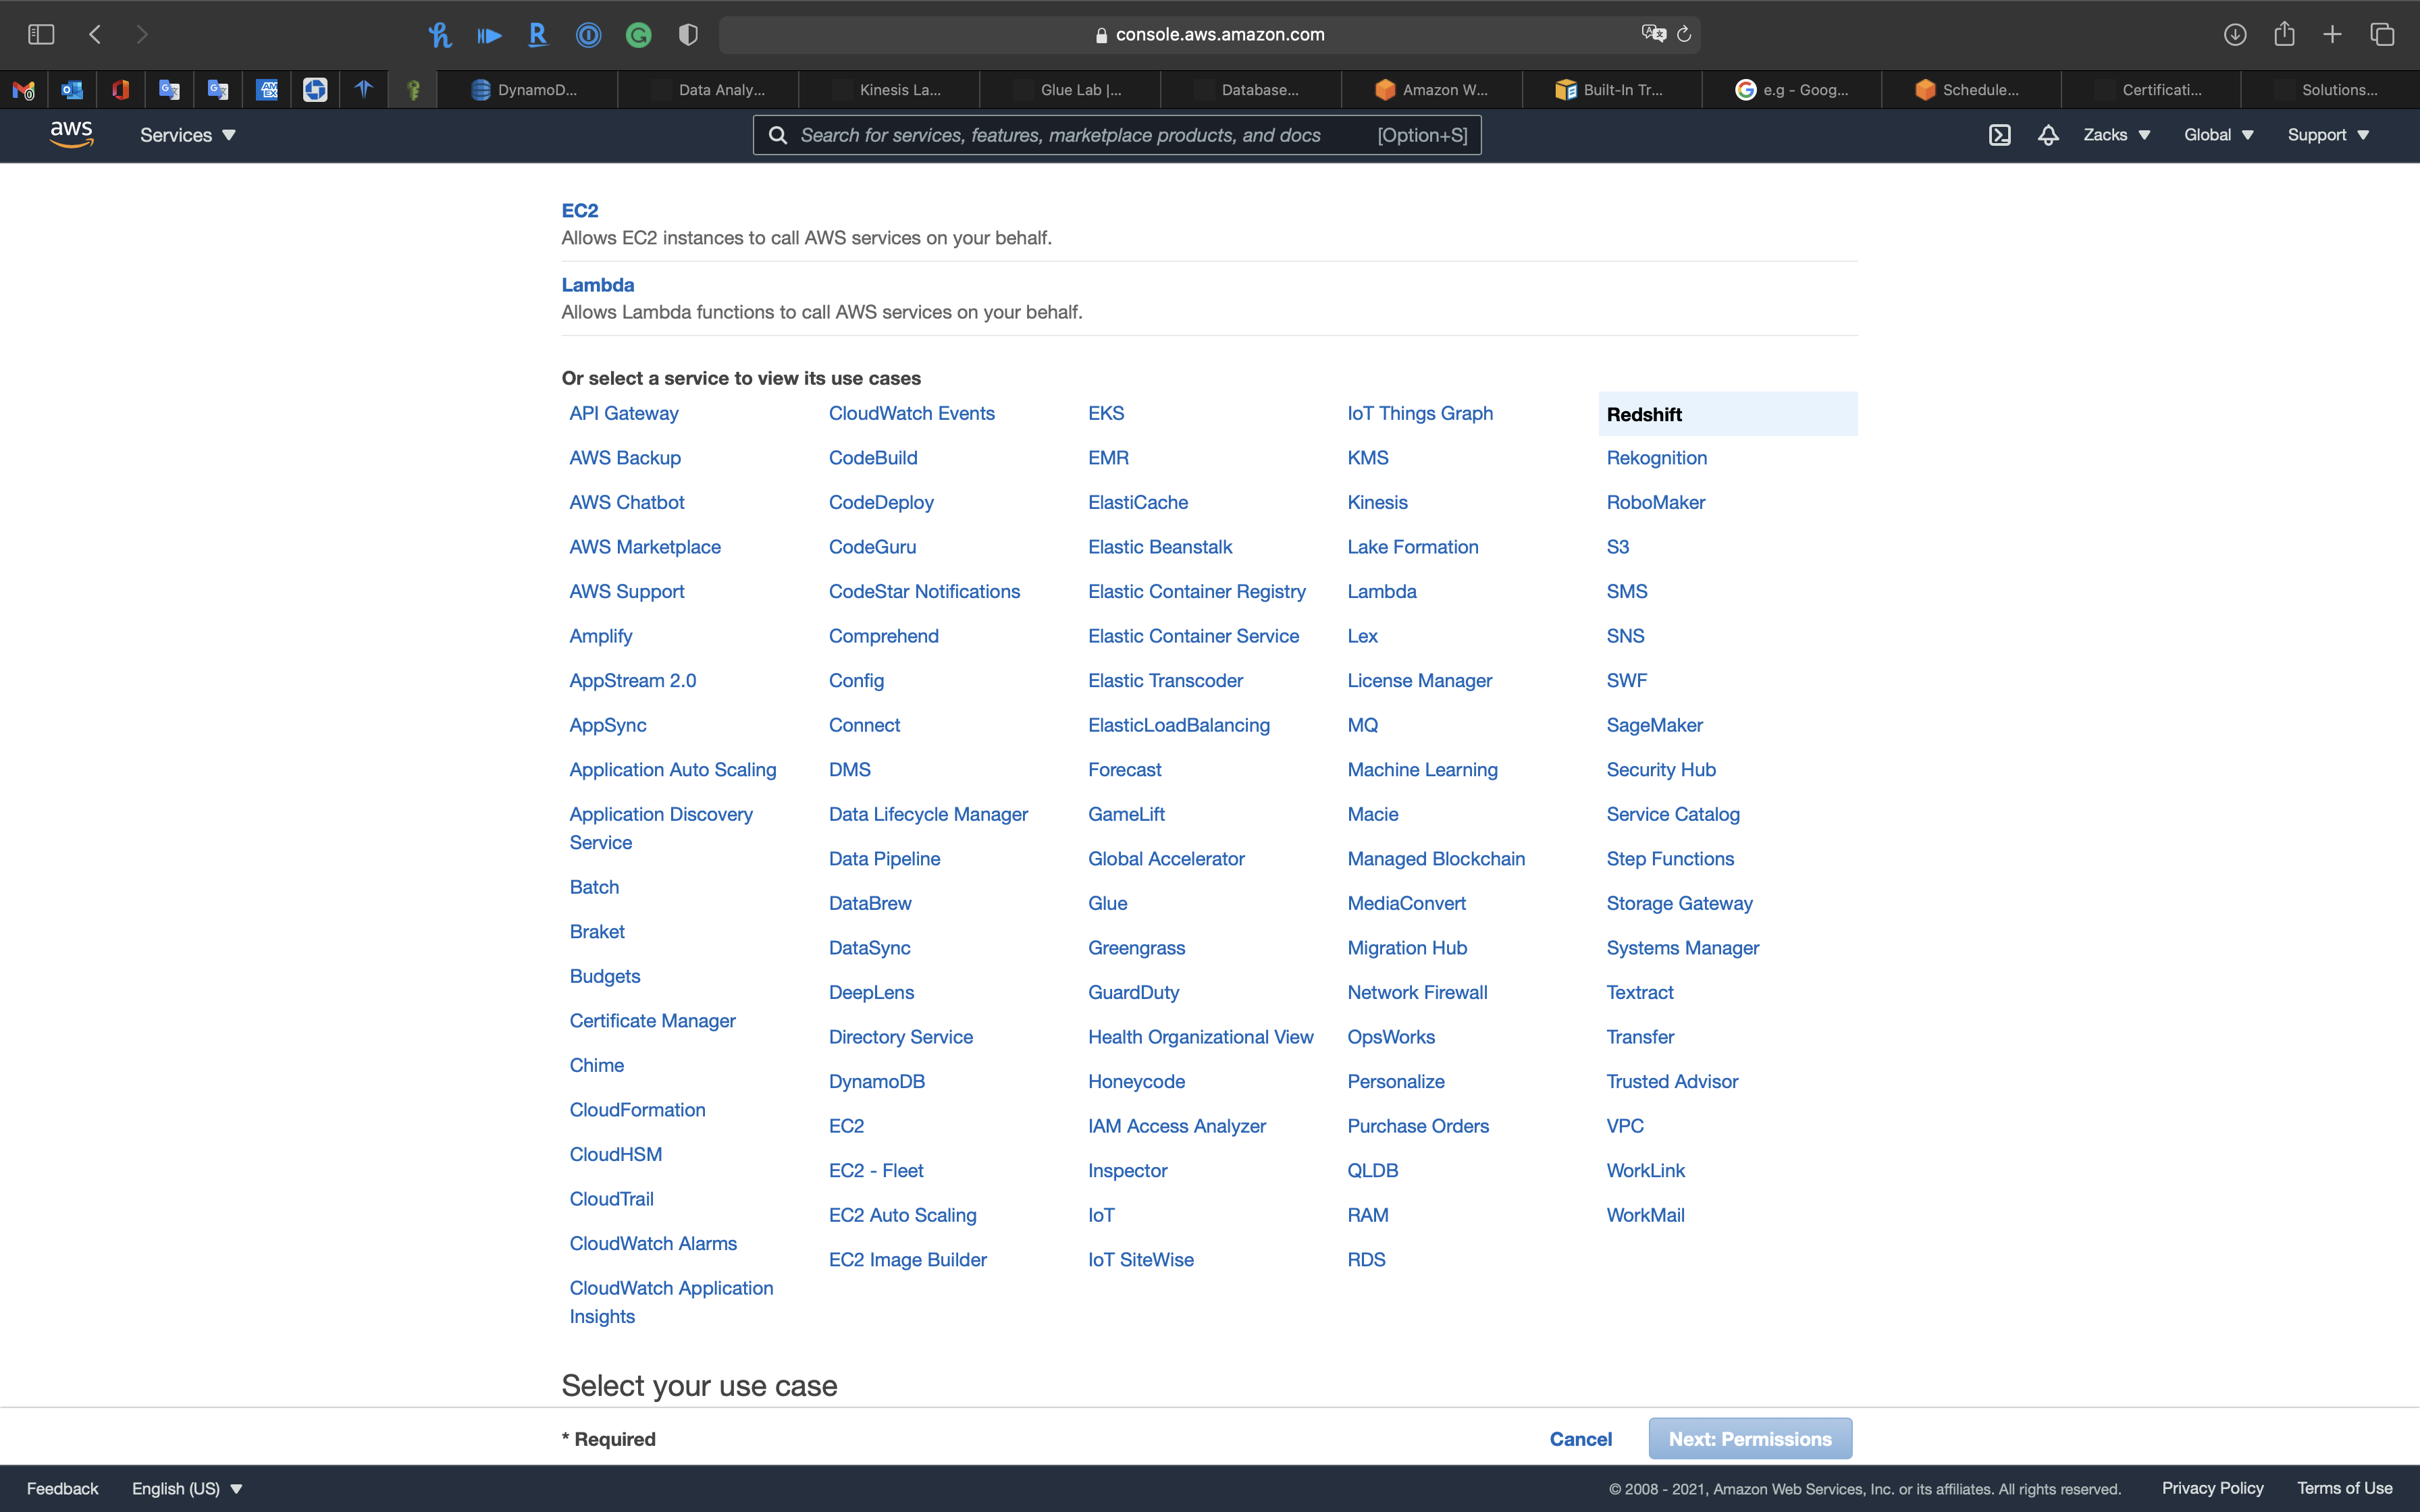 console.aws.amazon.com
DynamoD...
Data Analy...
Kinesis La...
Glue Lab |...
Database...
Amazon W...
Built-In Tr...
e.g - Goog...
Schedule...
Certificati...
Solutions...
aws
Services
Search for services, features, marketplace products, and docs [Option+S]
Zacks
Global
Support
EC2
Allows EC2 instances to call AWS services on your behalf.
Lambda
Allows Lambda functions to call AWS services on your behalf.
Or select a service to view its use cases
API Gateway
AWS Backup
AWS Chatbot
AWS Marketplace
AWS Support
Amplify
AppStream 2.0
AppSync
Application Auto Scaling
Application Discovery
Service
Batch
Braket
Budgets
Certificate Manager
Chime
CloudFormation
CloudHSM
CloudTrail
CloudWatch Alarms
CloudWatch Application
Insights
CloudWatch Events
CodeBuild
CodeDeploy
CodeGuru
CodeStar Notifications
Comprehend
Config
Connect
DMS
Data Lifecycle Manager
Data Pipeline
DataBrew
DataSync
DeepLens
Directory Service
DynamoDB
EC2
EC2 - Fleet
EC2 Auto Scaling
EC2 Image Builder
EKS
EMR
ElastiCache
Elastic Beanstalk
Elastic Container Registry
Elastic Container Service
Elastic Transcoder
ElasticLoadBalancing
Forecast
GameLift
Global Accelerator
Glue
Greengrass
GuardDuty
Health Organizational View
Honeycode
IAM Access Analyzer
Inspector
IoT
IoT SiteWise
IoT Things Graph
KMS
Kinesis
Lake Formation
Lambda
Lex
License Manager
MQ
Machine Learning
Macie
Managed Blockchain
MediaConvert
Migration Hub
Network Firewall
OpsWorks
Personalize
Purchase Orders
QLDB
RAM
RDS
Redshift
Rekognition
RoboMaker
S3
SMS
SNS
SWF
SageMaker
Security Hub
Service Catalog
Step Functions
Storage Gateway
Systems Manager
Textract
Transfer
Trusted Advisor
VPC
WorkLink
WorkMail
Select your use case
* Required
Cancel
Next: Permissions
Feedback
English (US)
© 2008 - 2021, Amazon Web Services, Inc. or its affiliates. All rights reserved.
Privacy Policy
Terms of Use